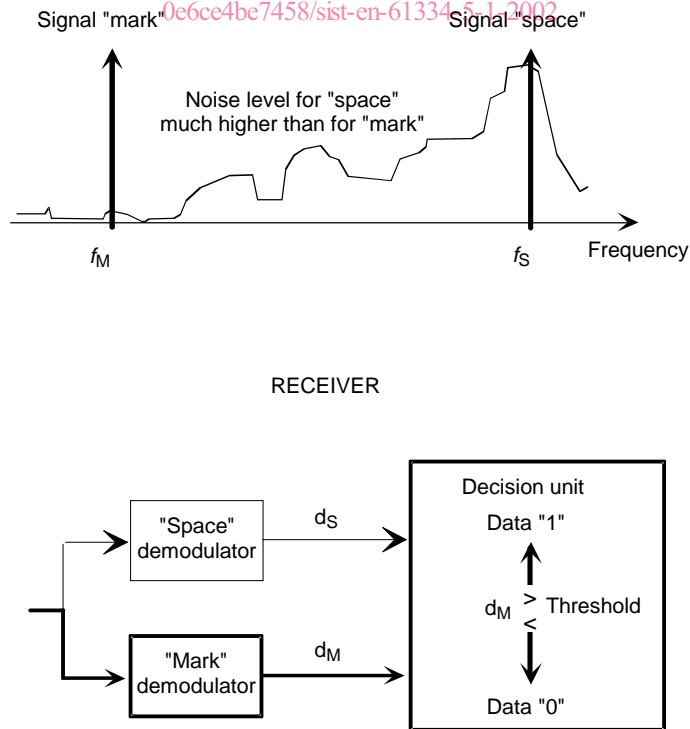 0e6ce4be7458/sist-en-61334-5-1-2002
Signal "mark"
Signal "space"
Noise level for "space"
much higher than for "mark"
fM
fS
Frequency
RECEIVER
"Space"
demodulator
dS
"Mark"
demodulator
dM
Decision unit
Data "1"
dM > < Threshold
Data "0"